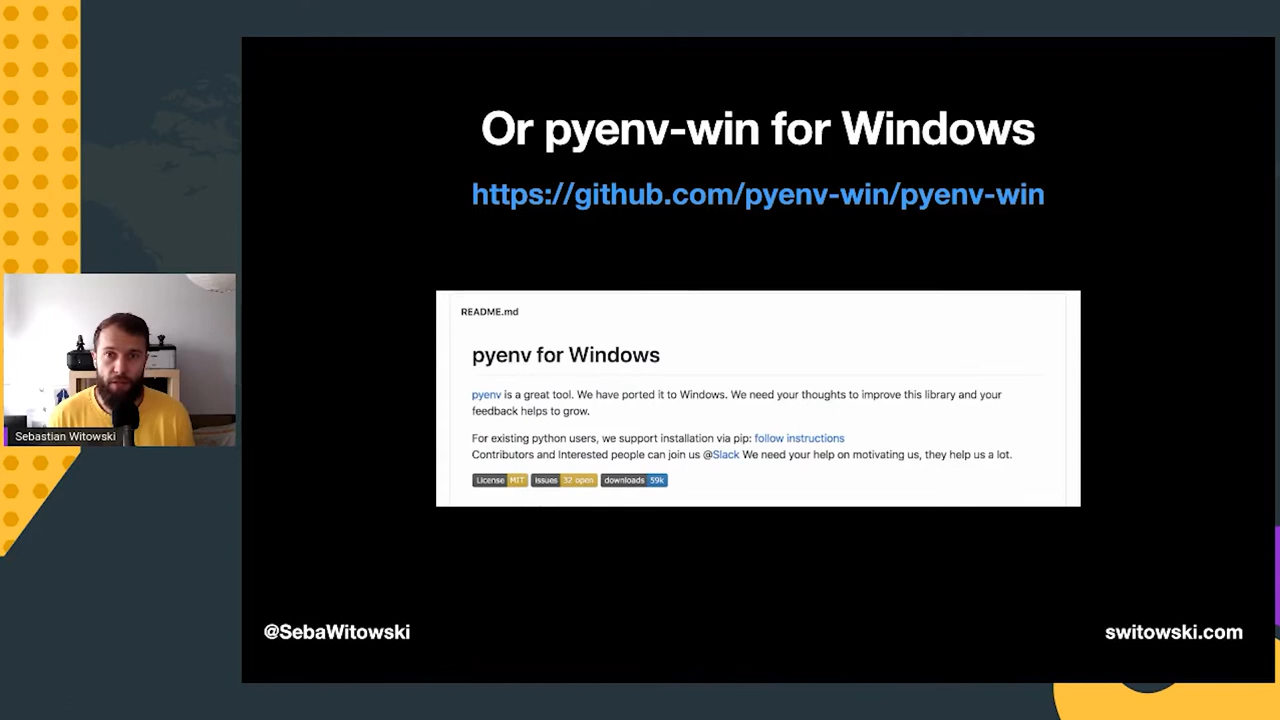 Or pyenv-win for Windows
https://github.com/pyenv-win/pyenv-win
README.md
pyenv for Windows
pyenv is a great tool. We have ported it to Windows. We need your thoughts to improve this library and your
feedback helps to grow.
For existing python users, we support installation via pip: follow instructions
Contributors and Interested people can join us @Slack We need your help on motivating us, they help us a lot.
License MIT issues 32 open downloads 59k
Sebastian Witowski
@SebaWitowski
switowski.com